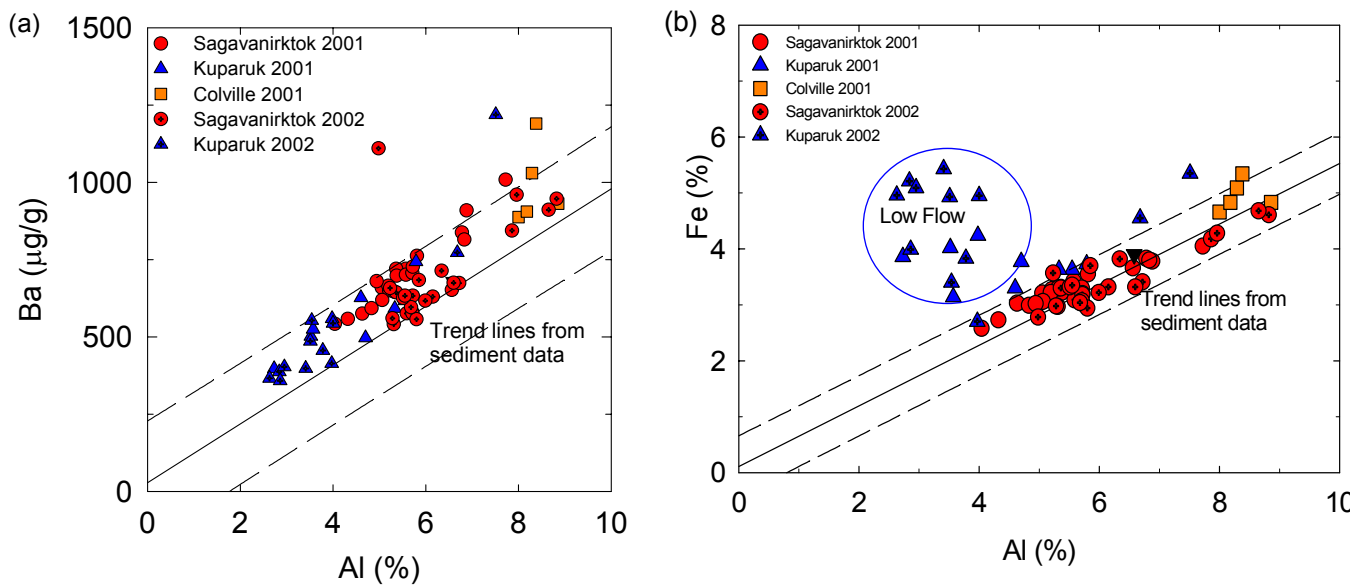 (a)
1500
1000
500
0
Ba (μg/g)
Sagavanirktok 2001
Kuparuk 2001
Colville 2001
Sagavanirktok 2002
Kuparuk 2002
Trend lines from
sediment data
0 2 4 6 8 10
Al (%)
(b)
8
6
4
2
0
Fe (%)
Sagavanirktok 2001
Kuparuk 2001
Colville 2001
Sagavanirktok 2002
Kuparuk 2002
Low Flow
Trend lines from
sediment data
0 2 4 6 8 10
Al (%)